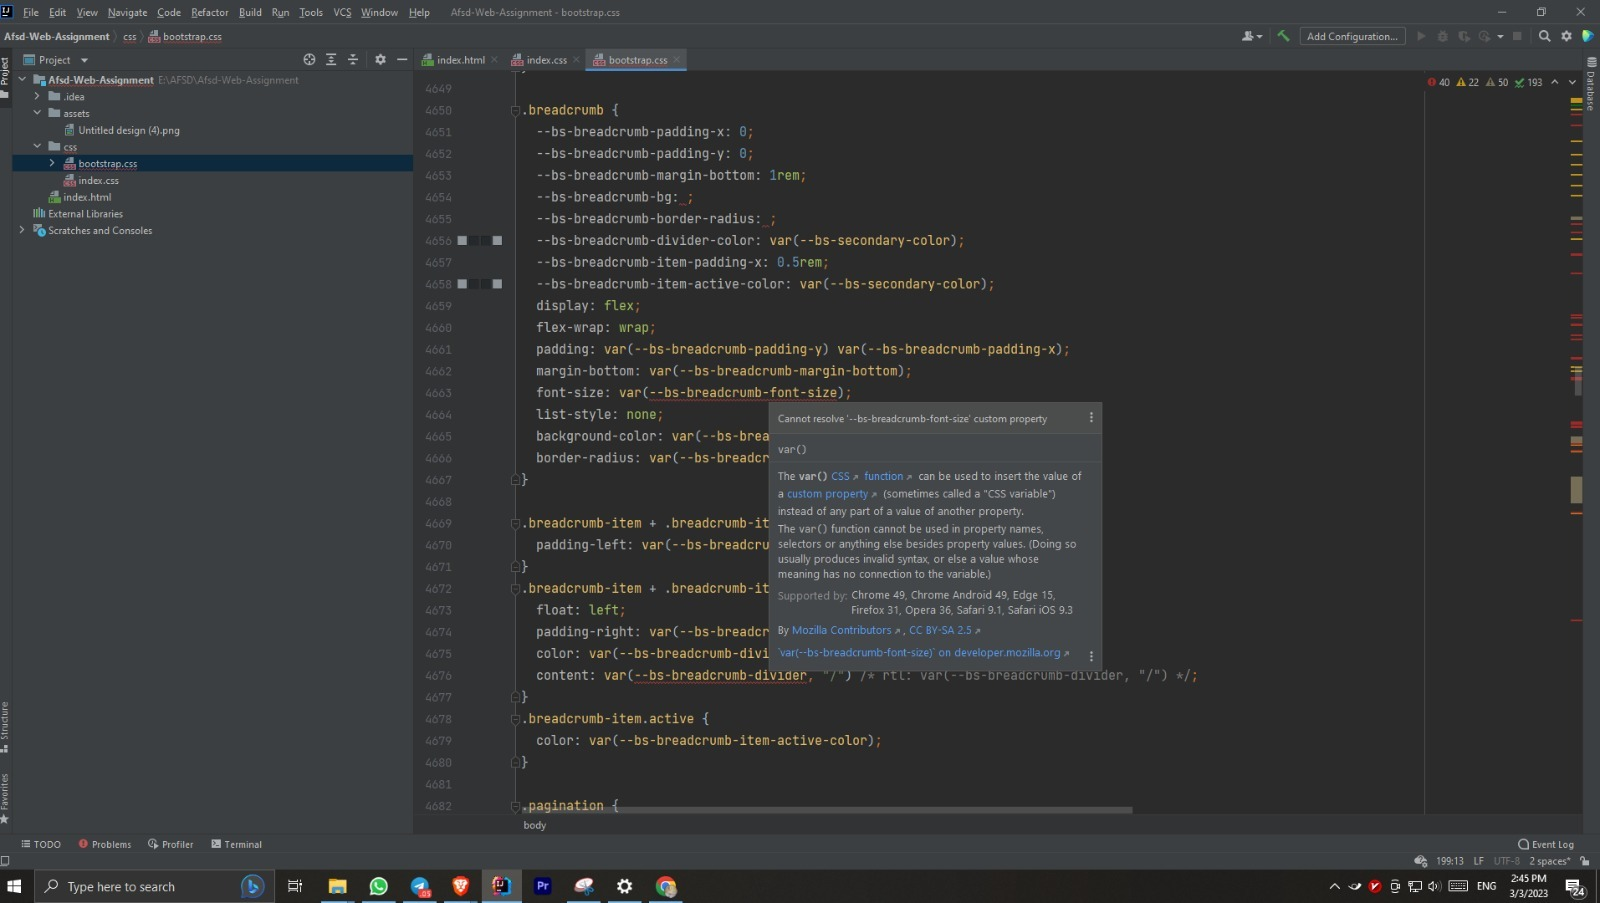 File Edit View Navigate Code Refactor Build Run Tools VCS Window Help Afsd-Web-Assignment - bootstrap.css
Afsd-Web-Assignment css bootstrap.css
Add Configuration...
Project
Project
index.html
index.css
bootstrap.css
Afsd-Web-Assignment E:\AFSD\Afsd-Web-Assignment
.idea
assets
Untitled design (4).png
css
bootstrap.css
index.css
index.html
External Libraries
Scratches and Consoles
40 22 50 193
Database
4649
4650 .breadcrumb {
4651 --bs-breadcrumb-padding-x: 0;
4652 --bs-breadcrumb-padding-y: 0;
4653 --bs-breadcrumb-margin-bottom: 1rem;
4654 --bs-breadcrumb-bg: ;
4655 --bs-breadcrumb-border-radius: ;
4656 --bs-breadcrumb-divider-color: var(--bs-secondary-color);
4657 --bs-breadcrumb-item-padding-x: 0.5rem;
4658 --bs-breadcrumb-item-active-color: var(--bs-secondary-color);
4659 display: flex;
4660 flex-wrap: wrap;
4661 padding: var(--bs-breadcrumb-padding-y) var(--bs-breadcrumb-padding-x);
4662 margin-bottom: var(--bs-breadcrumb-margin-bottom);
4663 font-size: var(--bs-breadcrumb-font-size);
4664 list-style: none;
4665 background-color: var(--bs-brea
4666 border-radius: var(--bs-breadcr
4667 }
4668
4669 .breadcrumb-item + .breadcrumb-it
4670 padding-left: var(--bs-breadcru
4671 }
4672 .breadcrumb-item + .breadcrumb-it
4673 float: left;
4674 padding-right: var(--bs-breadcr
4675 color: var(--bs-breadcrumb-divi
4676 content: var(--bs-breadcrumb-divider, "/") /* rtl: var(--bs-breadcrumb-divider, "/") */;
4677 }
4678 .breadcrumb-item.active {
4679 color: var(--bs-breadcrumb-item-active-color);
4680 }
4681
4682 .pagination {
body
Cannot resolve '--bs-breadcrumb-font-size' custom property
var()
The var() CSS function can be used to insert the value of
a custom property (sometimes called a "CSS variable")
instead of any part of a value of another property.
The var() function cannot be used in property names,
selectors or anything else besides property values. (Doing so
usually produces invalid syntax, or else a value whose
meaning has no connection to the variable.)
Supported by: Chrome 49, Chrome Android 49, Edge 15,
Firefox 31, Opera 36, Safari 9.1, Safari iOS 9.3
By Mozilla Contributors, CC BY-SA 2.5
`var(--bs-breadcrumb-font-size)` on developer.mozilla.org
Structure
Favorites
TODO Problems Profiler Terminal
Event Log
199:13 LF UTF-8 2 spaces*
Type here to search
.05
Pr
ENG
2:45 PM
3/3/2023
24